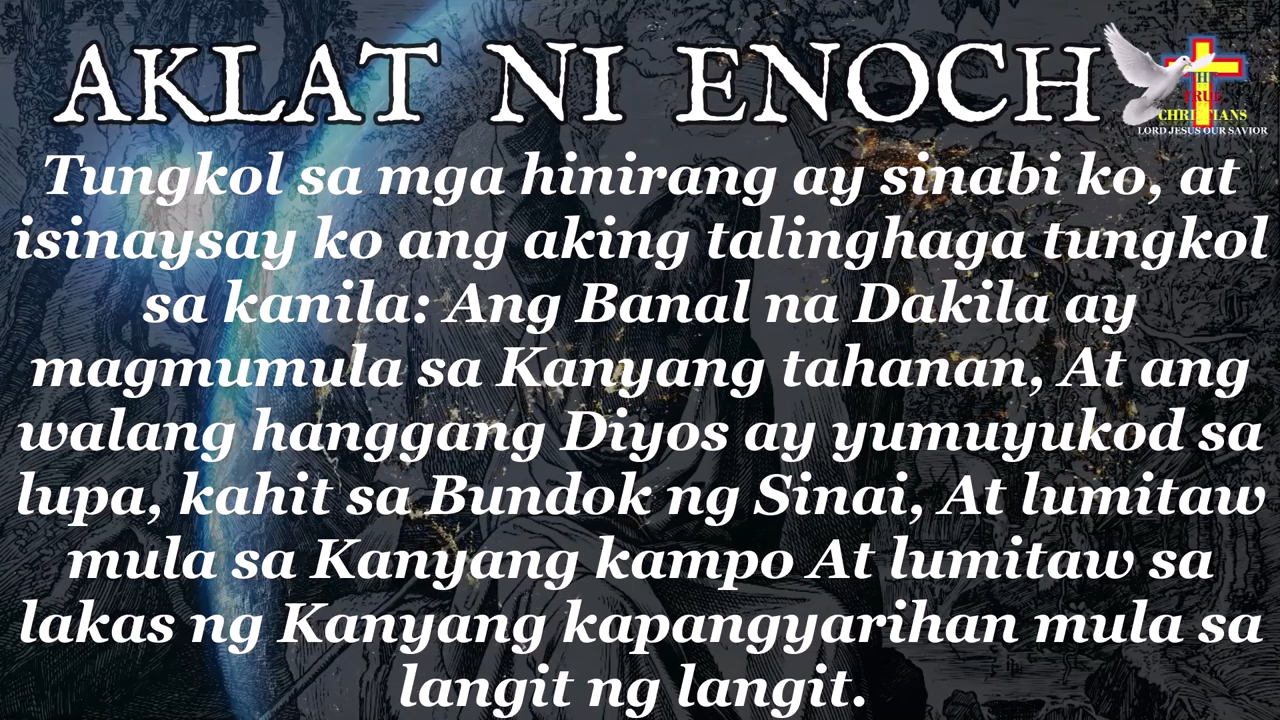 AKLAT NI ENOCH
TRUE
CHRISTIANS
LORD JESUS OUR SAVIOR
Tungkol sa mga hinirang ay sinabi ko, at
isinaysay ko ang aking talinghaga tungkol
sa kanila: Ang Banal na Dakila ay
magmumula sa Kanyang tahanan, At ang
walang hanggang Diyos ay yumuyukod sa
lupa, kahit sa Bundok ng Sinai, At lumitaw
mula sa Kanyang kampo At lumitaw sa
lakas ng Kanyang kapangyarihan mula sa
langit ng langit.